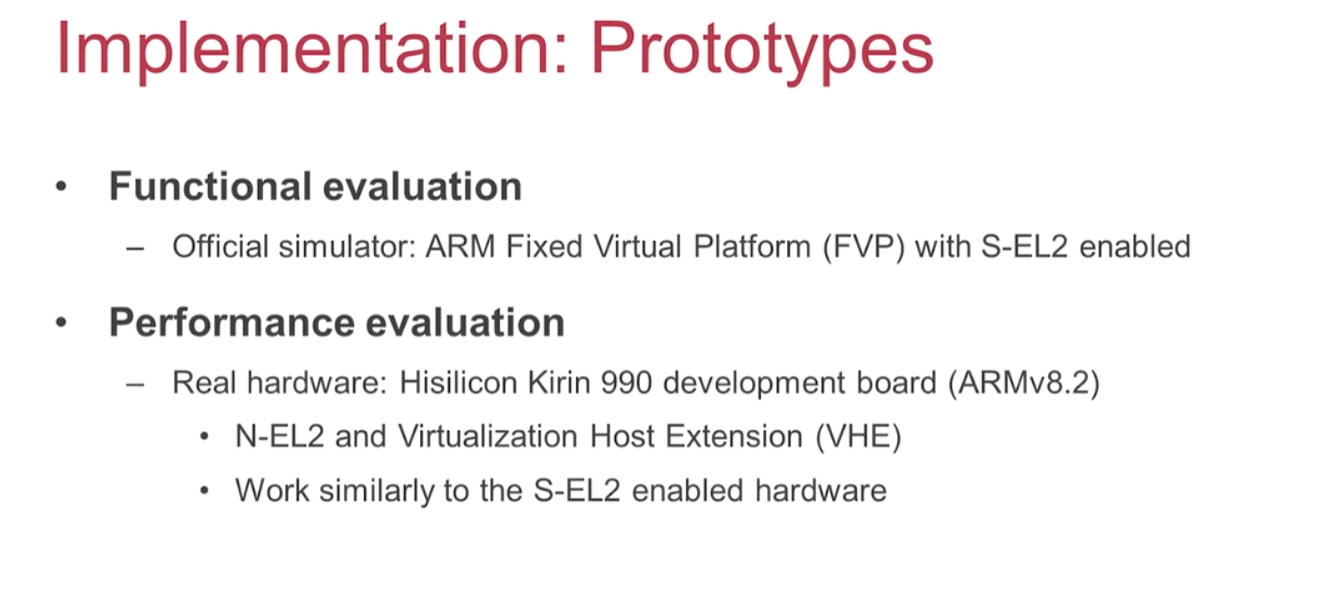 Implementation: Prototypes
• Functional evaluation
– Official simulator: ARM Fixed Virtual Platform (FVP) with S-EL2 enabled
• Performance evaluation
– Real hardware: Hisilicon Kirin 990 development board (ARMv8.2)
• N-EL2 and Virtualization Host Extension (VHE)
• Work similarly to the S-EL2 enabled hardware